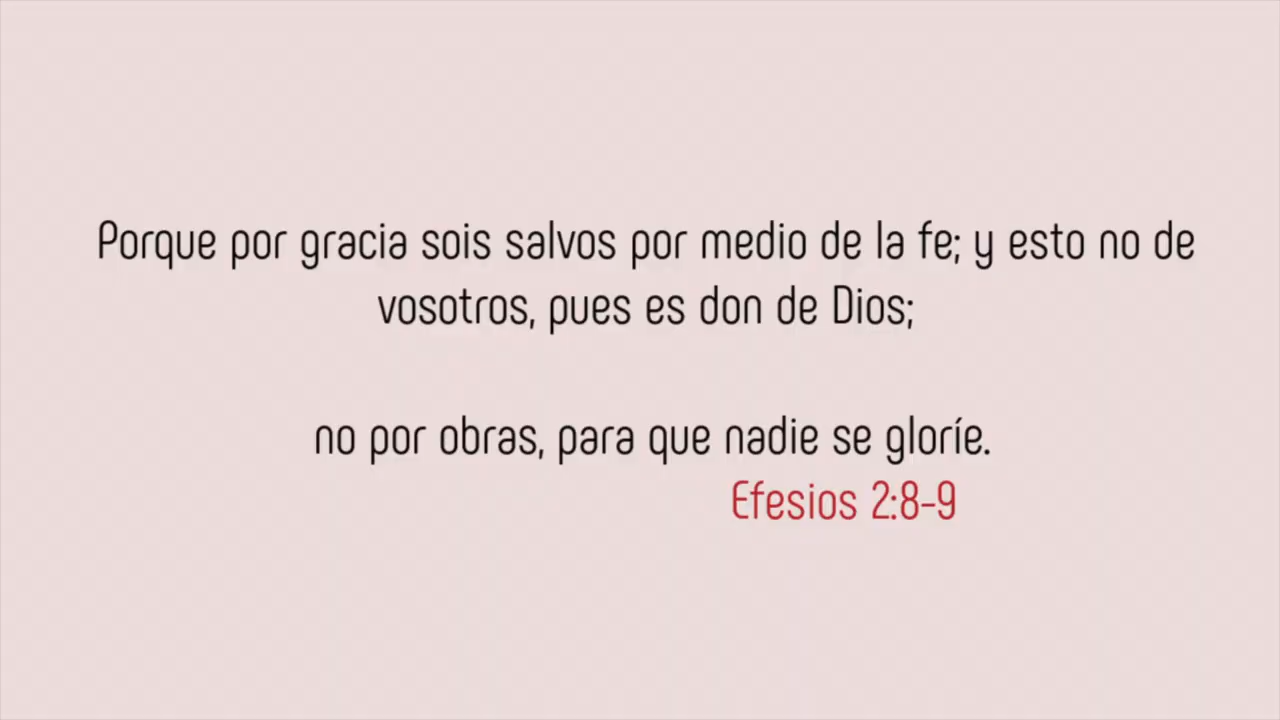 Porque por gracia sois salvos por medio de la fe; y esto no de
vosotros, pues es don de Dios;
no por obras, para que nadie se gloríe.
Efesios 2:8-9